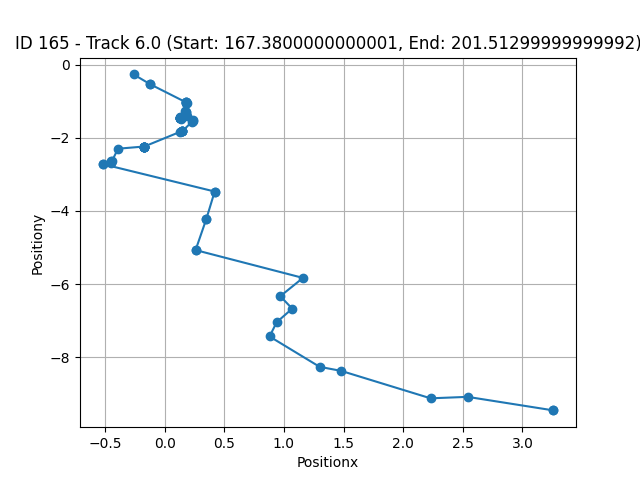 ID 165 - Track 6.0 (Start: 167.3800000000001, End: 201.51299999999992)
0
−2
−4
−6
−8
Positiony
−0.5 0.0 0.5 1.0 1.5 2.0 2.5 3.0
Positionx